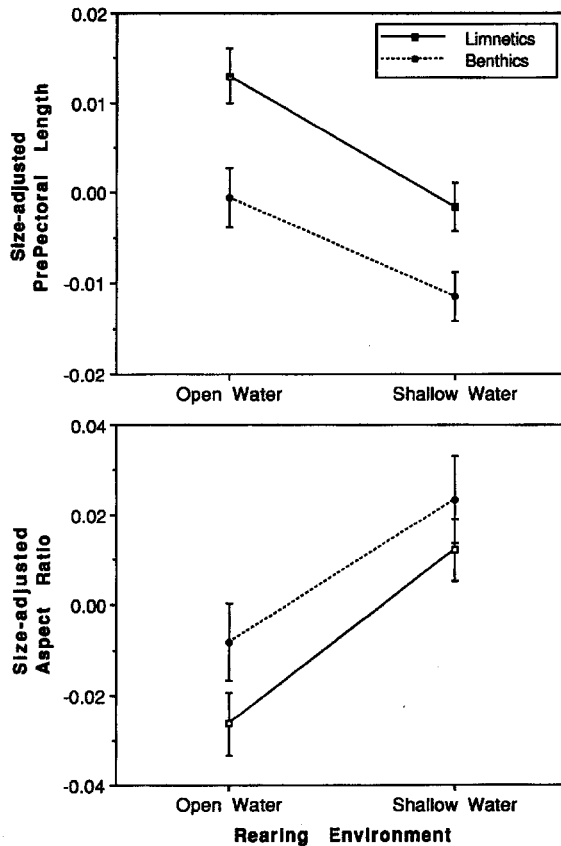 0.02
Limnetics
Benthics
0.01
0.00
-0.01
-0.02
Size-adjusted
PrePectoral Length
Open Water Shallow Water
0.04
0.02
0.00
-0.02
-0.04
Size-adjusted
Aspect Ratio
Open Water Shallow Water
Rearing Environment